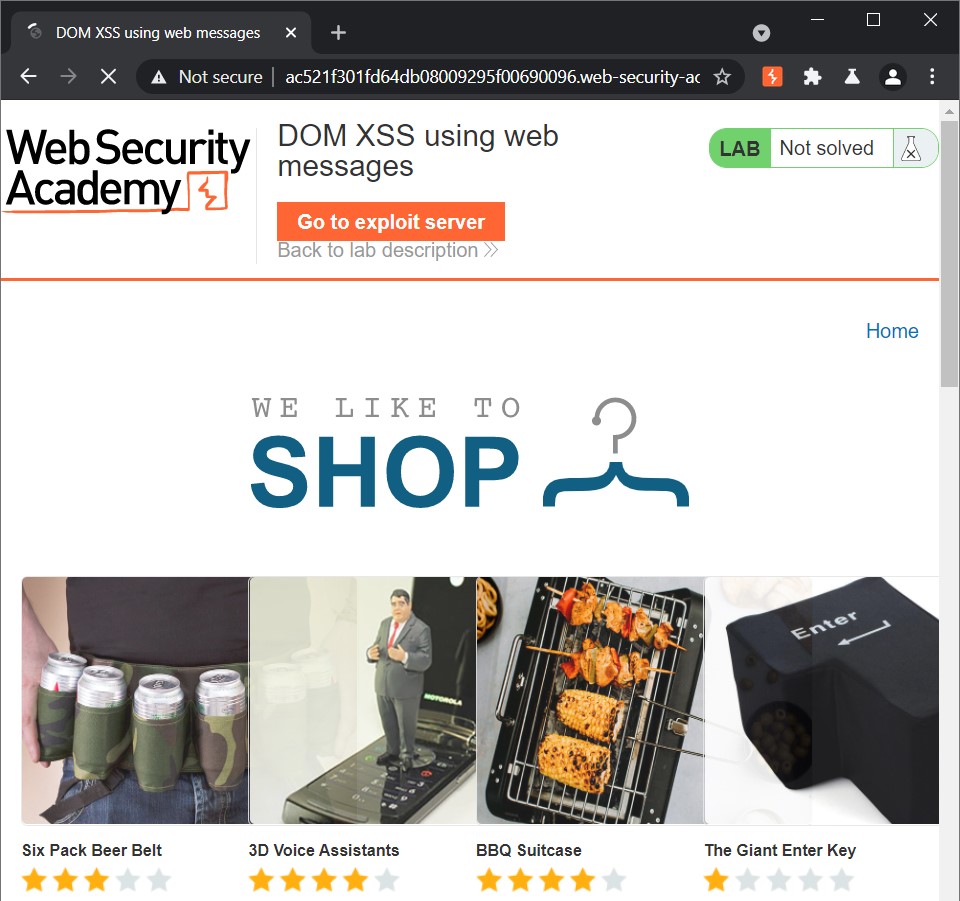 DOM XSS using web messages
Not secure
ac521f301fd64db08009295f00690096.web-security-ac
Web Security
Academy
DOM XSS using web
messages
LAB
Not solved
Go to exploit server
Back to lab description
Home
WE LIKE TO
SHOP
MOTOROLA
Enter
Six Pack Beer Belt
3D Voice Assistants
BBQ Suitcase
The Giant Enter Key